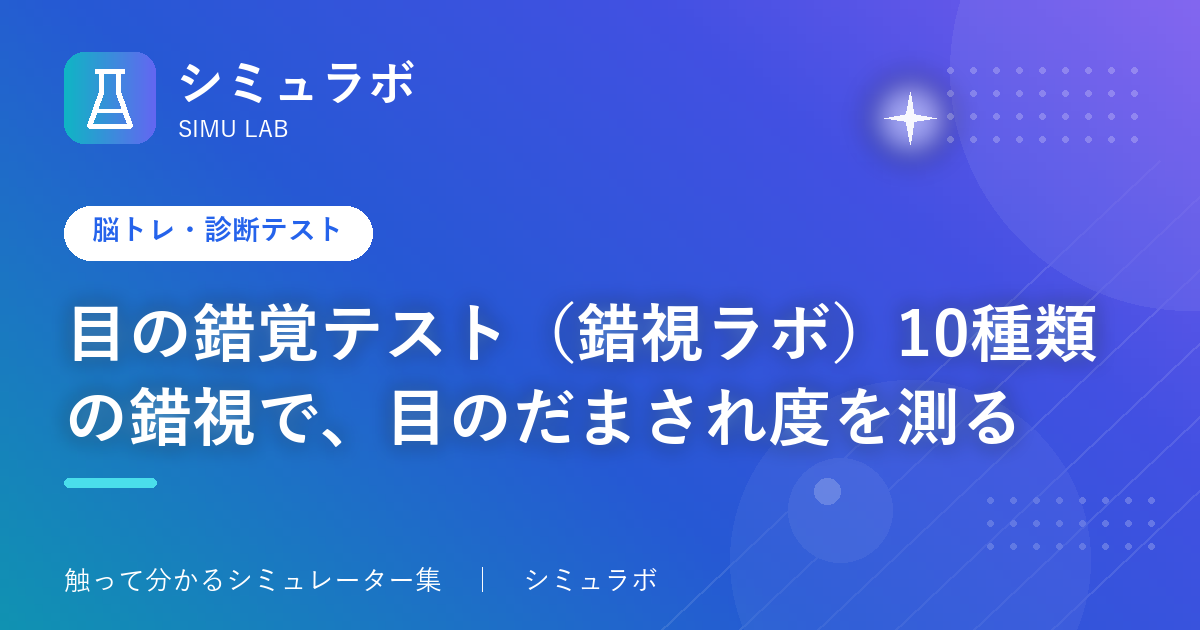 シミュラボ
SIMU LAB
脳トレ・診断テスト
目の錯覚テスト（錯視ラボ）10種類
の錯視で、目のだまされ度を測る
触って分かるシミュレーター集 ｜ シミュラボ